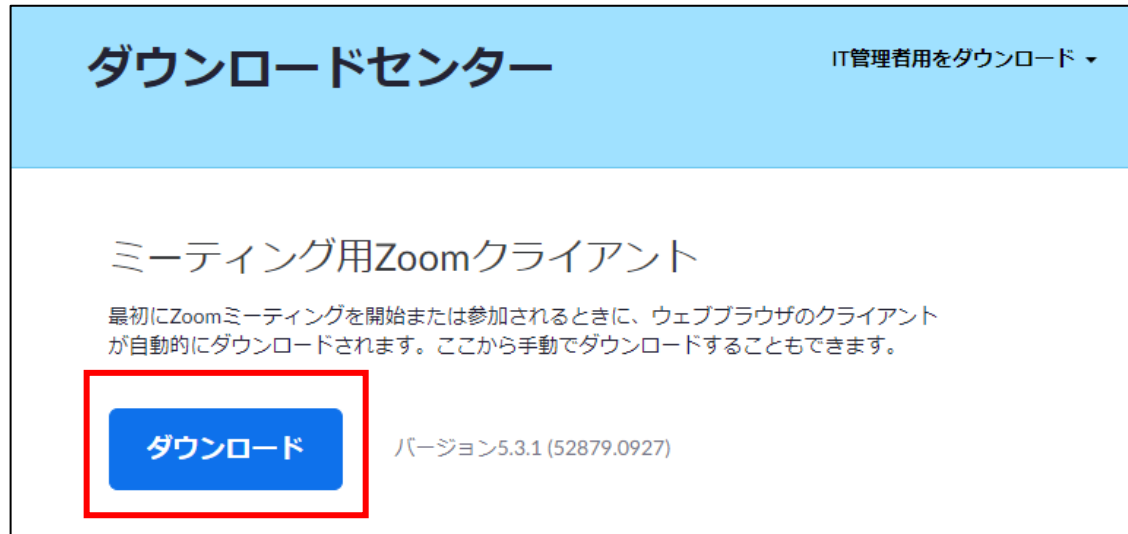 ダウンロードセンター
IT管理者用をダウンロード
ミーティング用Zoomクライアント
最初にZoomミーティングを開始または参加されるときに、ウェブブラウザのクライアント
が自動的にダウンロードされます。ここから手動でダウンロードすることもできます。
ダウンロード
バージョン5.3.1 (52879.0927)